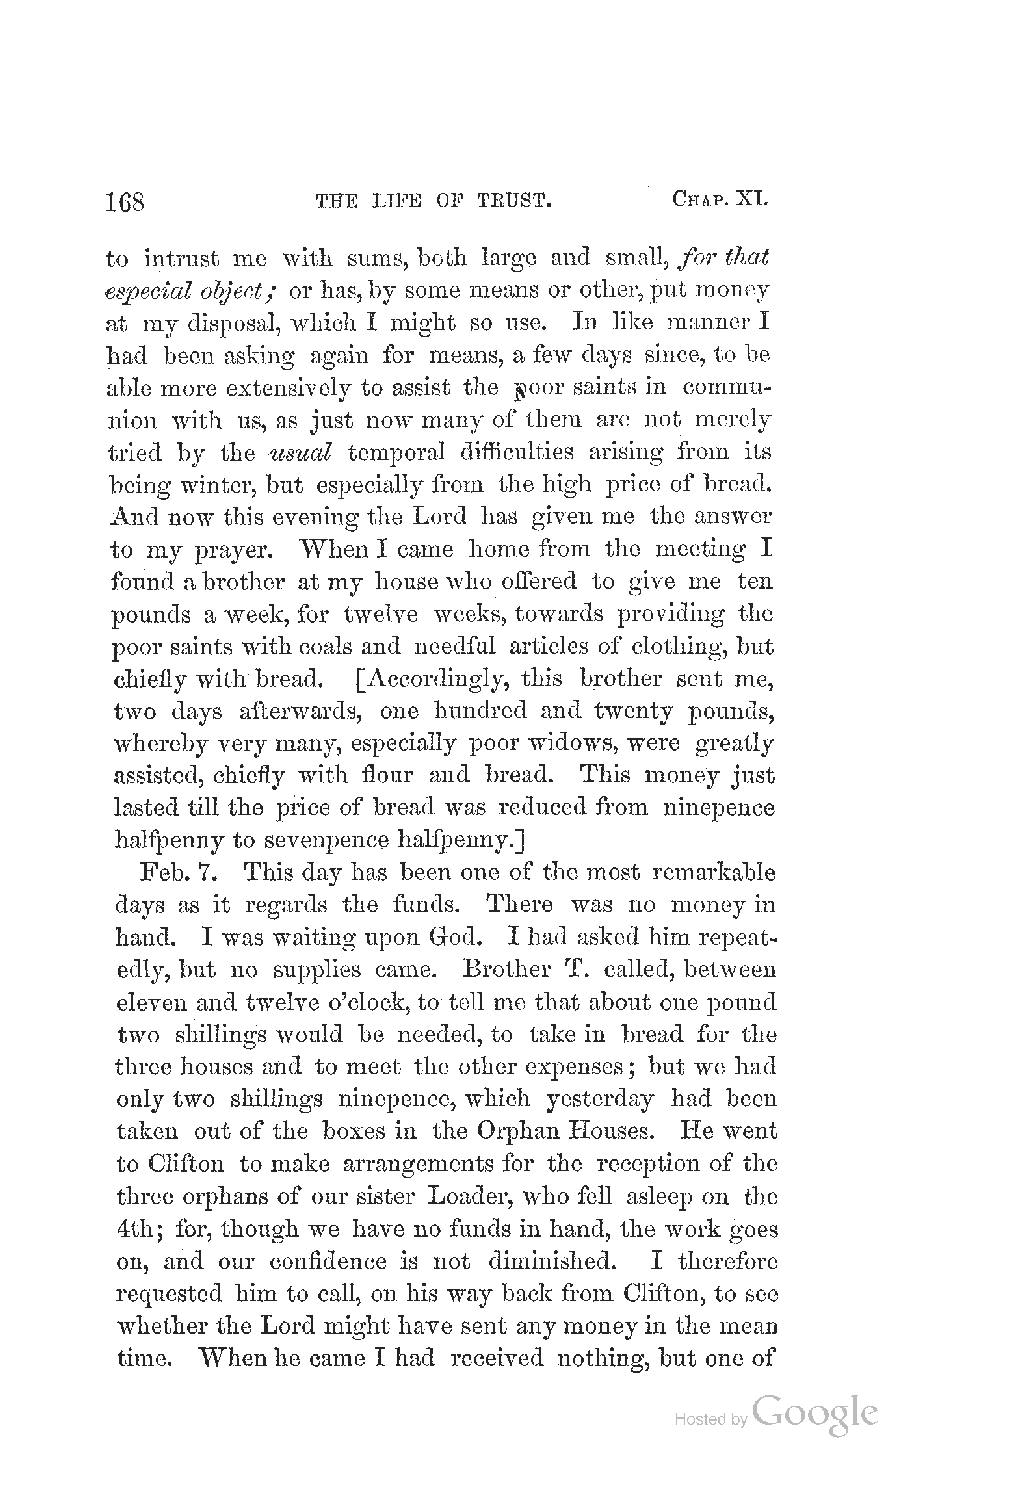 168 THE LIFE OF TRUST. CHAP. XI.
to intrust me with sums, both large and small, for that
especial object; or has, by some means or other, put money
at my disposal, which I might so use. In like manner I
had been asking again for means, a few days since, to be
able more extensively to assist the poor saints in commu-
nion with us, as just now many of them are not merely
tried by the usual temporal difficulties arising from its
being winter, but especially from the high price of bread.
And now this evening the Lord has given me the answer
to my prayer. When I came home from the meeting I
found a brother at my house who offered to give me ten
pounds a week, for twelve weeks, towards providing the
poor saints with coals and needful articles of clothing, but
chiefly with bread. [Accordingly, this brother sent me,
two days afterwards, one hundred and twenty pounds,
whereby very many, especially poor widows, were greatly
assisted, chiefly with flour and bread. This money just
lasted till the price of bread was reduced from ninepence
halfpenny to sevenpence halfpenny.]
Feb. 7. This day has been one of the most remarkable
days as it regards the funds. There was no money in
hand. I was waiting upon God. I had asked him repeat-
edly, but no supplies came. Brother T. called, between
eleven and twelve o'clock, to tell me that about one pound
two shillings would be needed, to take in bread for the
three houses and to meet the other expenses; but we had
only two shillings ninepence, which yesterday had been
taken out of the boxes in the Orphan Houses. He went
to Clifton to make arrangements for the reception of the
three orphans of our sister Loader, who fell asleep on the
4th; for, though we have no funds in hand, the work goes
on, and our confidence is not diminished. I therefore
requested him to call, on his way back from Clifton, to see
whether the Lord might have sent any money in the mean
time. When he came I had received nothing, but one of
Hosted by Google